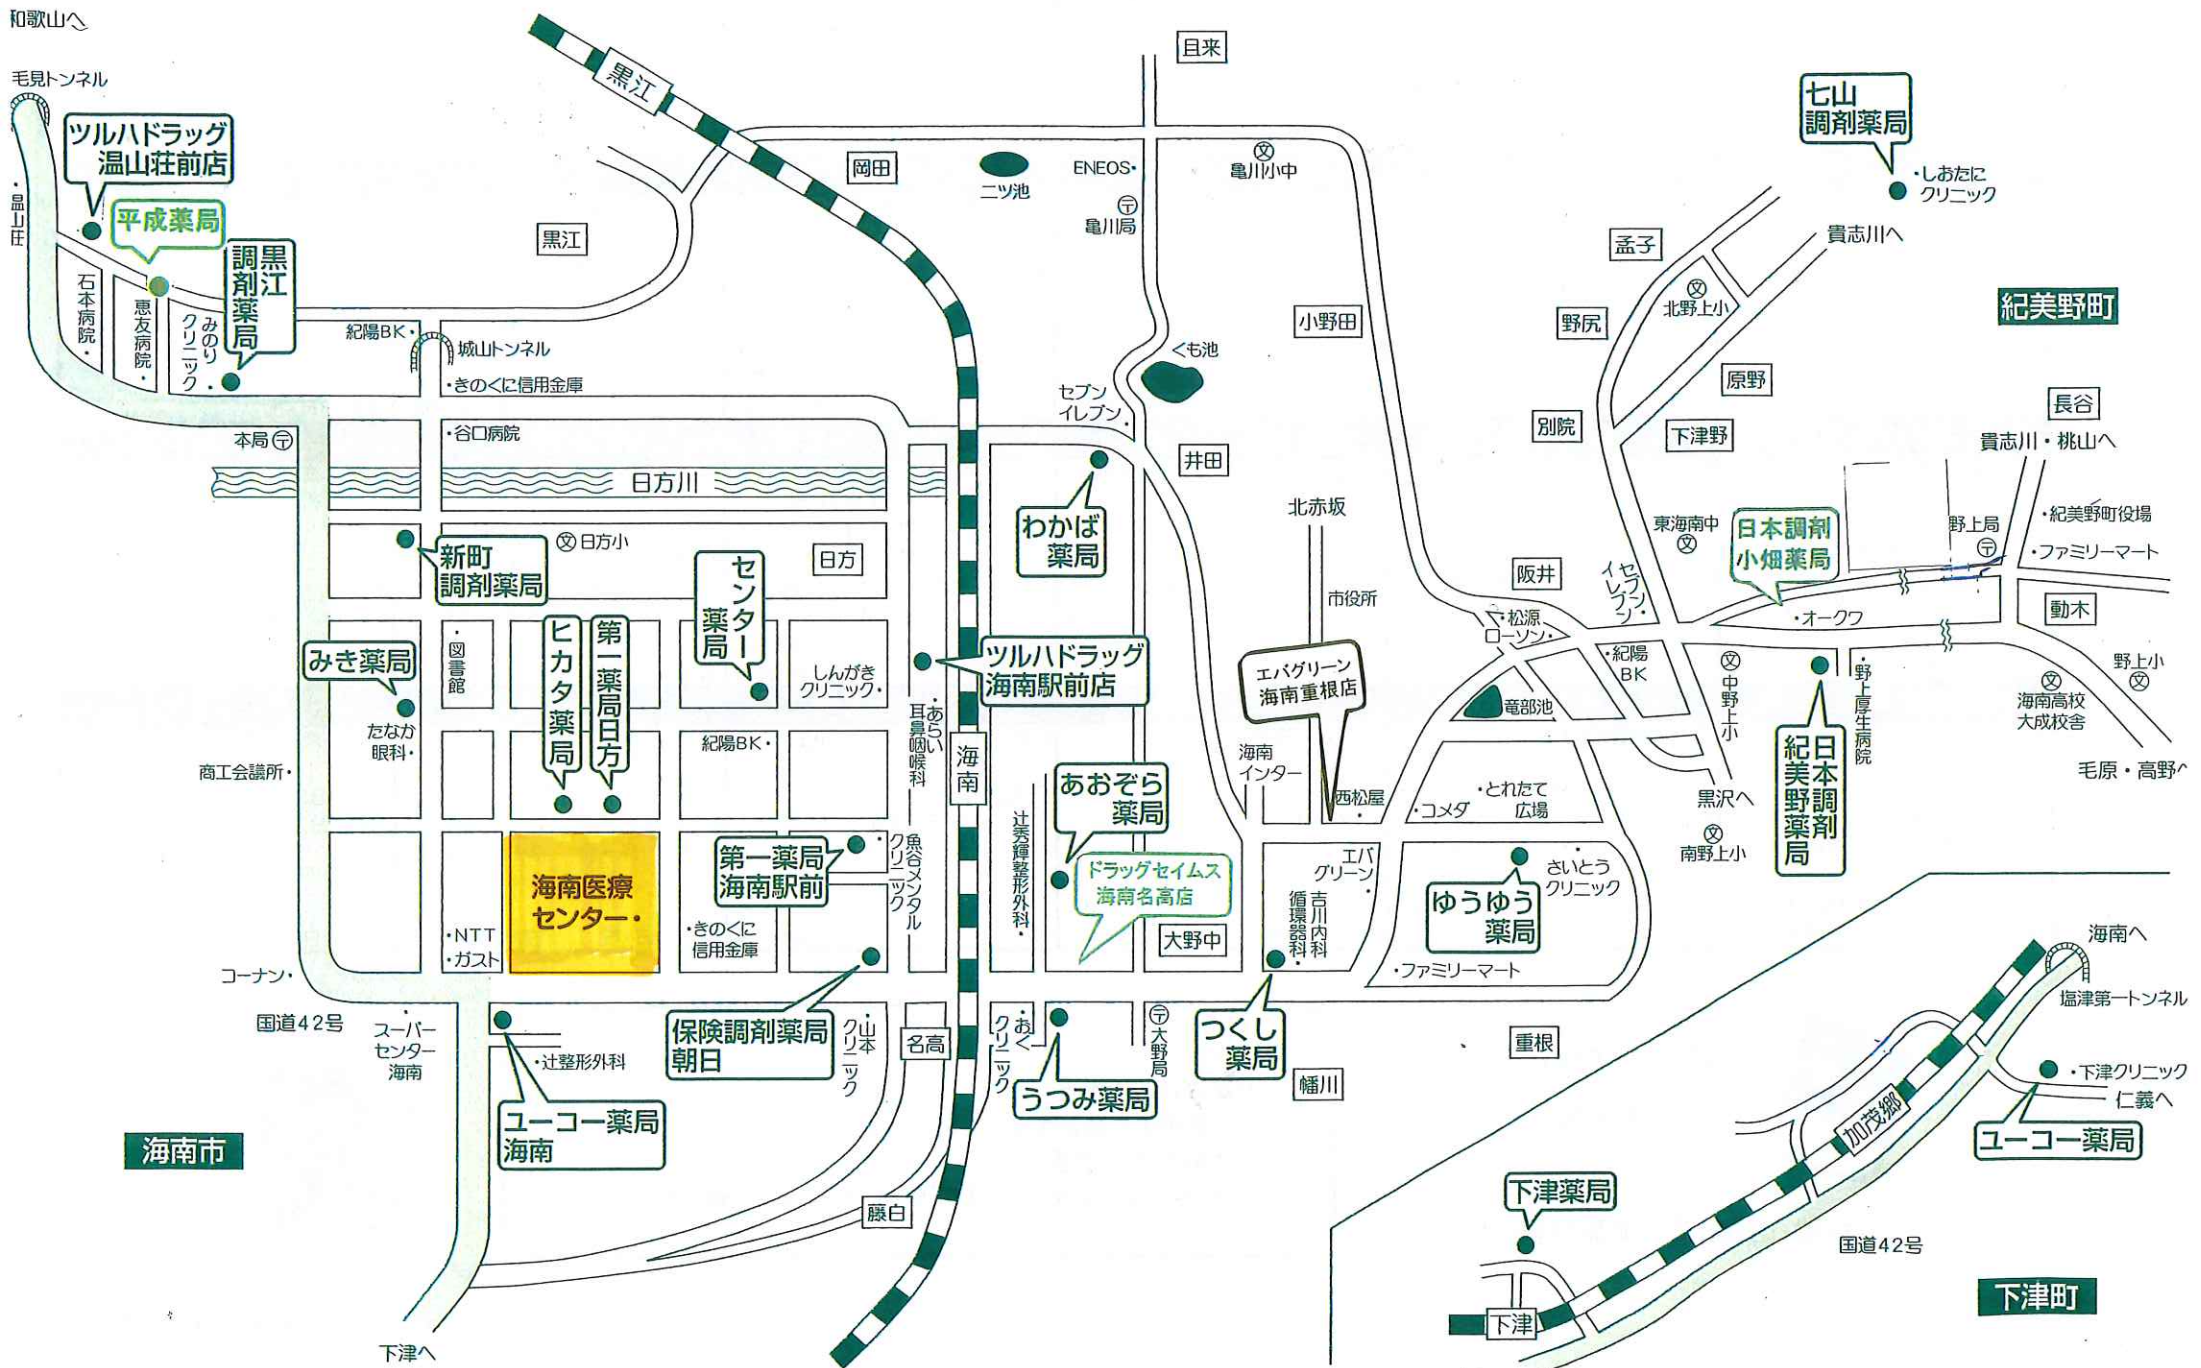 和歌山へ
毛見トンネル
ツルハドラッグ
温山荘前店
・温山荘
平成薬局
黒江
調剤薬局
石本病院・
恵友病院・
みのり
クリニック・
黒江
黒江
岡田
二ツ池
且来
ENEOS・
亀川局
文
亀川小中
七山
調剤薬局
・しおたに
クリニック
貴志川へ
孟子
文
北野上小
紀美野町
野尻
原野
小野田
くも池
セブン
イレブン・
別院
下津野
長谷
貴志川・桃山へ
紀陽BK・
城山トンネル
・きのくに信用金庫
本局
・谷口病院
日方川
井田
わかば
薬局
北赤坂
市役所
東海南中
文
日本調剤
小畑薬局
野上局
・紀美野町役場
・ファミリーマート
新町
調剤薬局
文日方小
日方
センター
薬局
阪井
セブン
イレブン・
・松源
ローソン・
・オークワ
動木
みき薬局
・図書館
ヒカタ薬局
第一薬局日方
しんがき
クリニック・
ツルハドラッグ
海南駅前店
・あらい
耳鼻咽喉科
エバグリーン
海南重根店
竜部池
・紀陽
BK
文中野上小
・野上厚生病院
野上小
文
文
海南高校
大成校舎
毛原・高野へ
たなか
眼科・
商工会議所・
紀陽BK・
海南
海南
インター
西松屋
・
・コメダ
・とれたて
広場
黒沢へ
文
南野上小
日本調剤
紀美野薬局
あおぞら
薬局
辻秀輝整形外科・
ドラッグセイムス
海南名高店
大野中
海南医療
センター・
第一薬局
海南駅前
魚谷メンタル
クリニック
・きのくに
信用金庫
・NTT
・ガスト
エバ
グリーン
・
吉川内科
循環器科・
ゆうゆう
薬局
さいとう
クリニック
・ファミリーマート
コーナン・
国道42号
・
スーパー
センター
海南
・辻整形外科
ユーコー薬局
海南
保険調剤薬局
朝日
・山本
クリニック
名高
・おく
クリニック
うつみ薬局
大野局
つくし
薬局
幡川
重根
海南市
藤白
下津へ
海南へ
塩津第一トンネル
・下津クリニック
仁義へ
ユーコー薬局
加茂郷
下津薬局
下津
国道42号
下津町